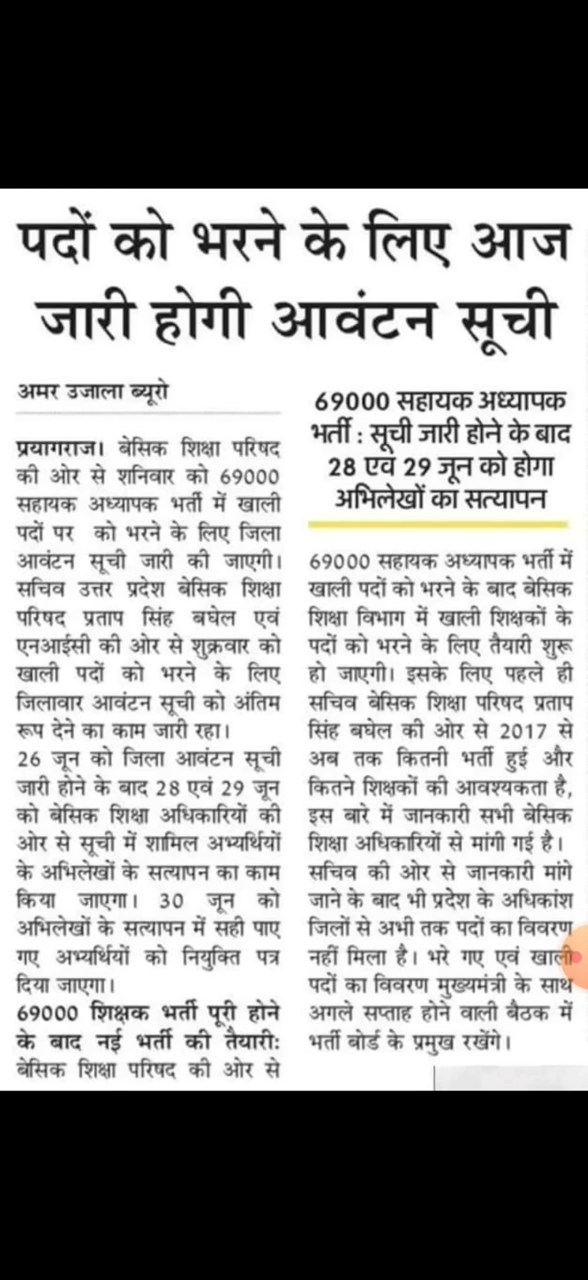 पदों को भरने के लिए आज
जारी होगी आवंटन सूची
अमर उजाला ब्यूरो
प्रयागराज। बेसिक शिक्षा परिषद
की ओर से शनिवार को 69000
सहायक अध्यापक भर्ती में खाली
पदों पर को भरने के लिए जिला
आवंटन सूची जारी की जाएगी।
सचिव उत्तर प्रदेश बेसिक शिक्षा
परिषद प्रताप सिंह बघेल एवं
एनआईसी की ओर से शुक्रवार को
खाली पदों को भरने के लिए
जिलावार आवंटन सूची को अंतिम
रूप देने का काम जारी रहा।
26 जून को जिला आवंटन सूची
जारी होने के बाद 28 एवं 29 जून
को बेसिक शिक्षा अधिकारियों की
ओर से सूची में शामिल अभ्यर्थियों
के अभिलेखों के सत्यापन का काम
किया जाएगा। 30 जून को
अभिलेखों के सत्यापन में सही पाए
गए अभ्यर्थियों को नियुक्ति पत्र
दिया जाएगा।
69000 शिक्षक भर्ती पूरी होने
के बाद नई भर्ती की तैयारी:
बेसिक शिक्षा परिषद की ओर से
69000 सहायक अध्यापक
भर्ती : सूची जारी होने के बाद
28 एवं 29 जून को होगा
अभिलेखों का सत्यापन
69000 सहायक अध्यापक भर्ती में
खाली पदों को भरने के बाद बेसिक
शिक्षा विभाग में खाली शिक्षकों के
पदों को भरने के लिए तैयारी शुरू
हो जाएगी। इसके लिए पहले ही
सचिव बेसिक शिक्षा परिषद प्रताप
सिंह बघेल की ओर से 2017 से
अब तक कितनी भर्ती हुई और
कितने शिक्षकों की आवश्यकता है,
इस बारे में जानकारी सभी बेसिक
शिक्षा अधिकारियों से मांगी गई है।
सचिव की ओर से जानकारी मांगे
जाने के बाद भी प्रदेश के अधिकांश
जिलों से अभी तक पदों का विवरण
नहीं मिला है। भरे गए एवं खाली
पदों का विवरण मुख्यमंत्री के साथ
अगले सप्ताह होने वाली बैठक में
भर्ती बोर्ड के प्रमुख रखेंगे।